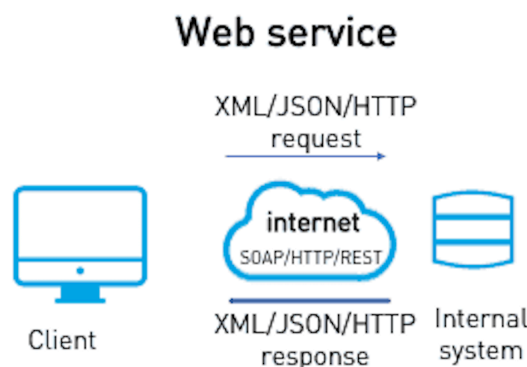 Web service
XML/JSON/HTTP
request
internet
SOAP/HTTP/REST
Client
XML/JSON/HTTP
response
Internal
system